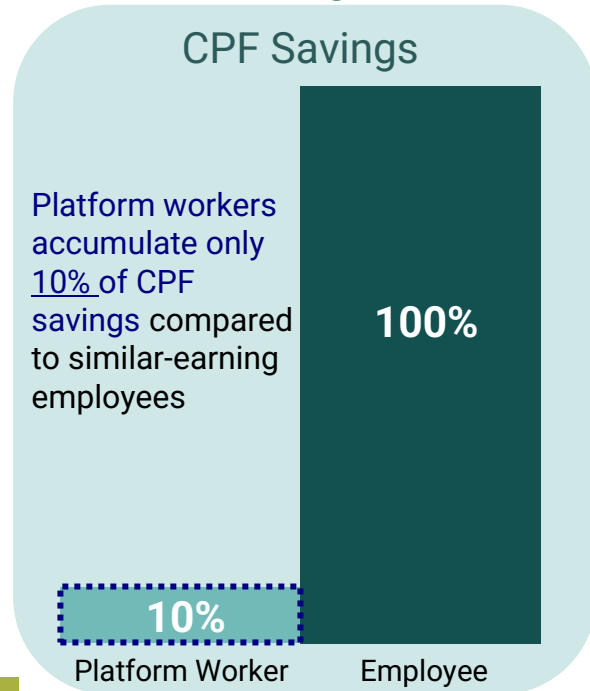 CPF Savings
Platform workers
accumulate only
10% of CPF
savings compared
to similar-earning
employees
100%
10%
Platform Worker
Employee